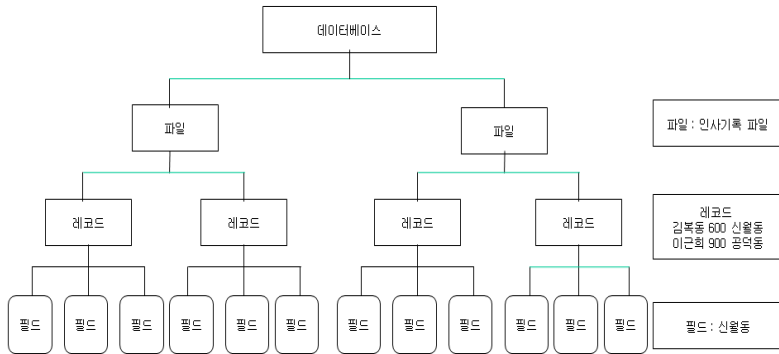 데이터베이스
파일
파일
파일 : 인사기록 파일
레코드
레코드
레코드
레코드
레코드
김복동 600 신월동
이근희 900 공덕동
필드
필드
필드
필드
필드
필드
필드
필드
필드
필드
필드
필드
필드 : 신월동